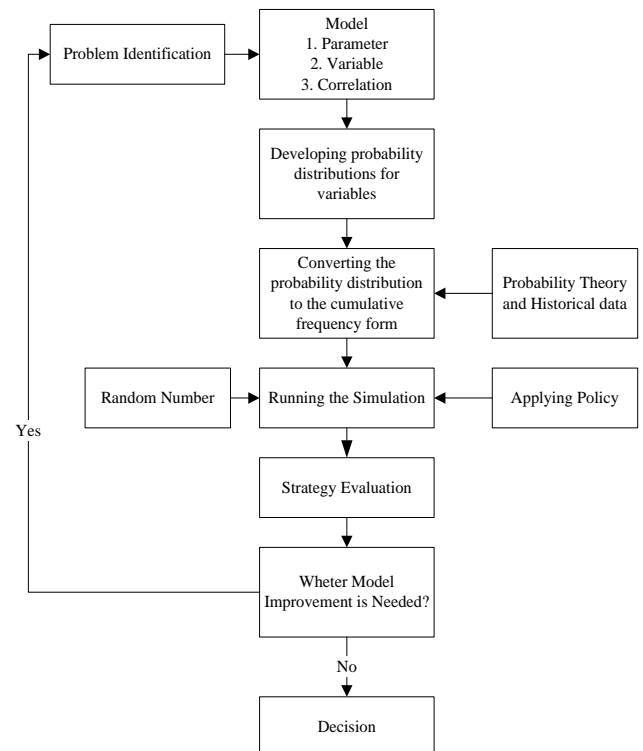 Problem Identification
Model
1. Parameter
2. Variable
3. Correlation
Developing probability
distributions for
variables
Converting the
probability distribution
to the cumulative
frequency form
Probability Theory
and Historical data
Random Number
Running the Simulation
Applying Policy
Yes
Strategy Evaluation
Wheter Model
Improvement is Needed?
No
Decision